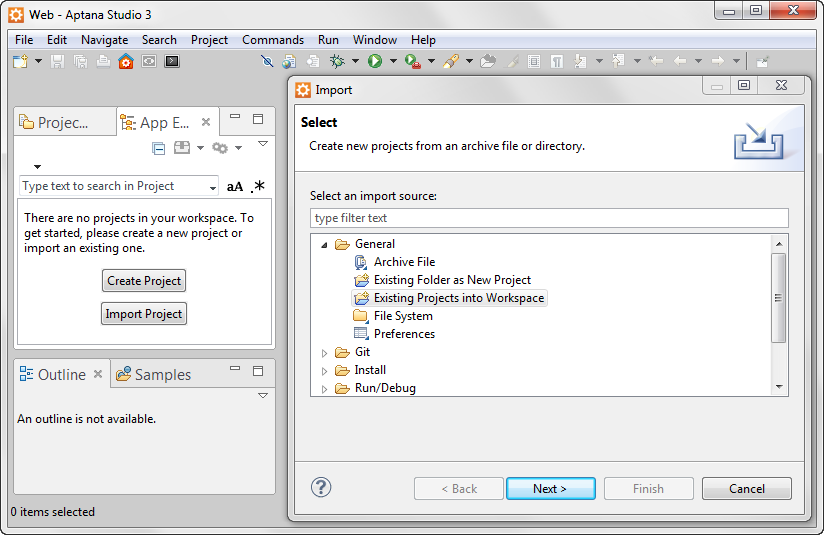 Web - Aptana Studio 3
File Edit Navigate Search Project Commands Run Window Help
Projec... App E...
Type text to search in Project aA .*
There are no projects in your workspace. To
get started, please create a new project or
import an existing one.
Create Project
Import Project
Outline Samples
An outline is not available.
0 items selected
Import
Select
Create new projects from an archive file or directory.
Select an import source:
type filter text
General
Archive File
Existing Folder as New Project
Existing Projects into Workspace
File System
Preferences
Git
Install
Run/Debug
? < Back Next > Finish Cancel